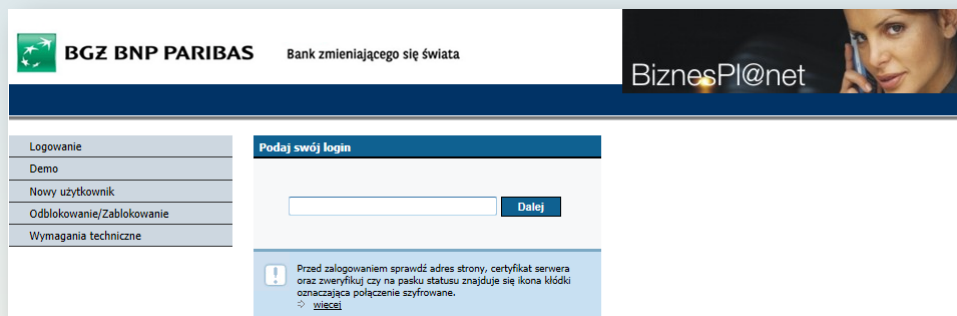 BGŻ BNP PARIBAS
Bank zmieniającego się świata
BiznesPl@net
Logowanie
Demo
Nowy użytkownik
Odblokowanie/Zablokowanie
Wymagania techniczne
Podaj swój login
Dalej
Przed zalogowaniem sprawdź adres strony, certyfikat serwera
oraz zweryfikuj czy na pasku statusu znajduje się ikona kłódki
oznaczająca połączenie szyfrowane.
więcej